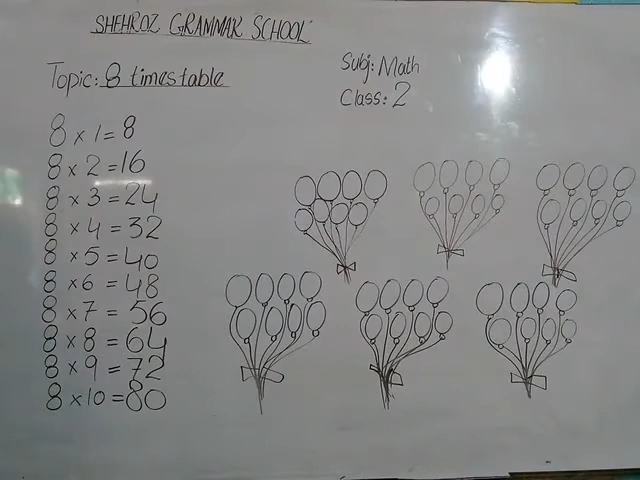 SHEHROZ GRAMMAR SCHOOL
Topic: 8 times table
Subj: Math
Class: 2
8 × 1 = 8
8 × 2 = 16
8 × 3 = 24
8 × 4 = 32
8 × 5 = 40
8 × 6 = 48
8 × 7 = 56
8 × 8 = 64
8 × 9 = 72
8 × 10 = 80